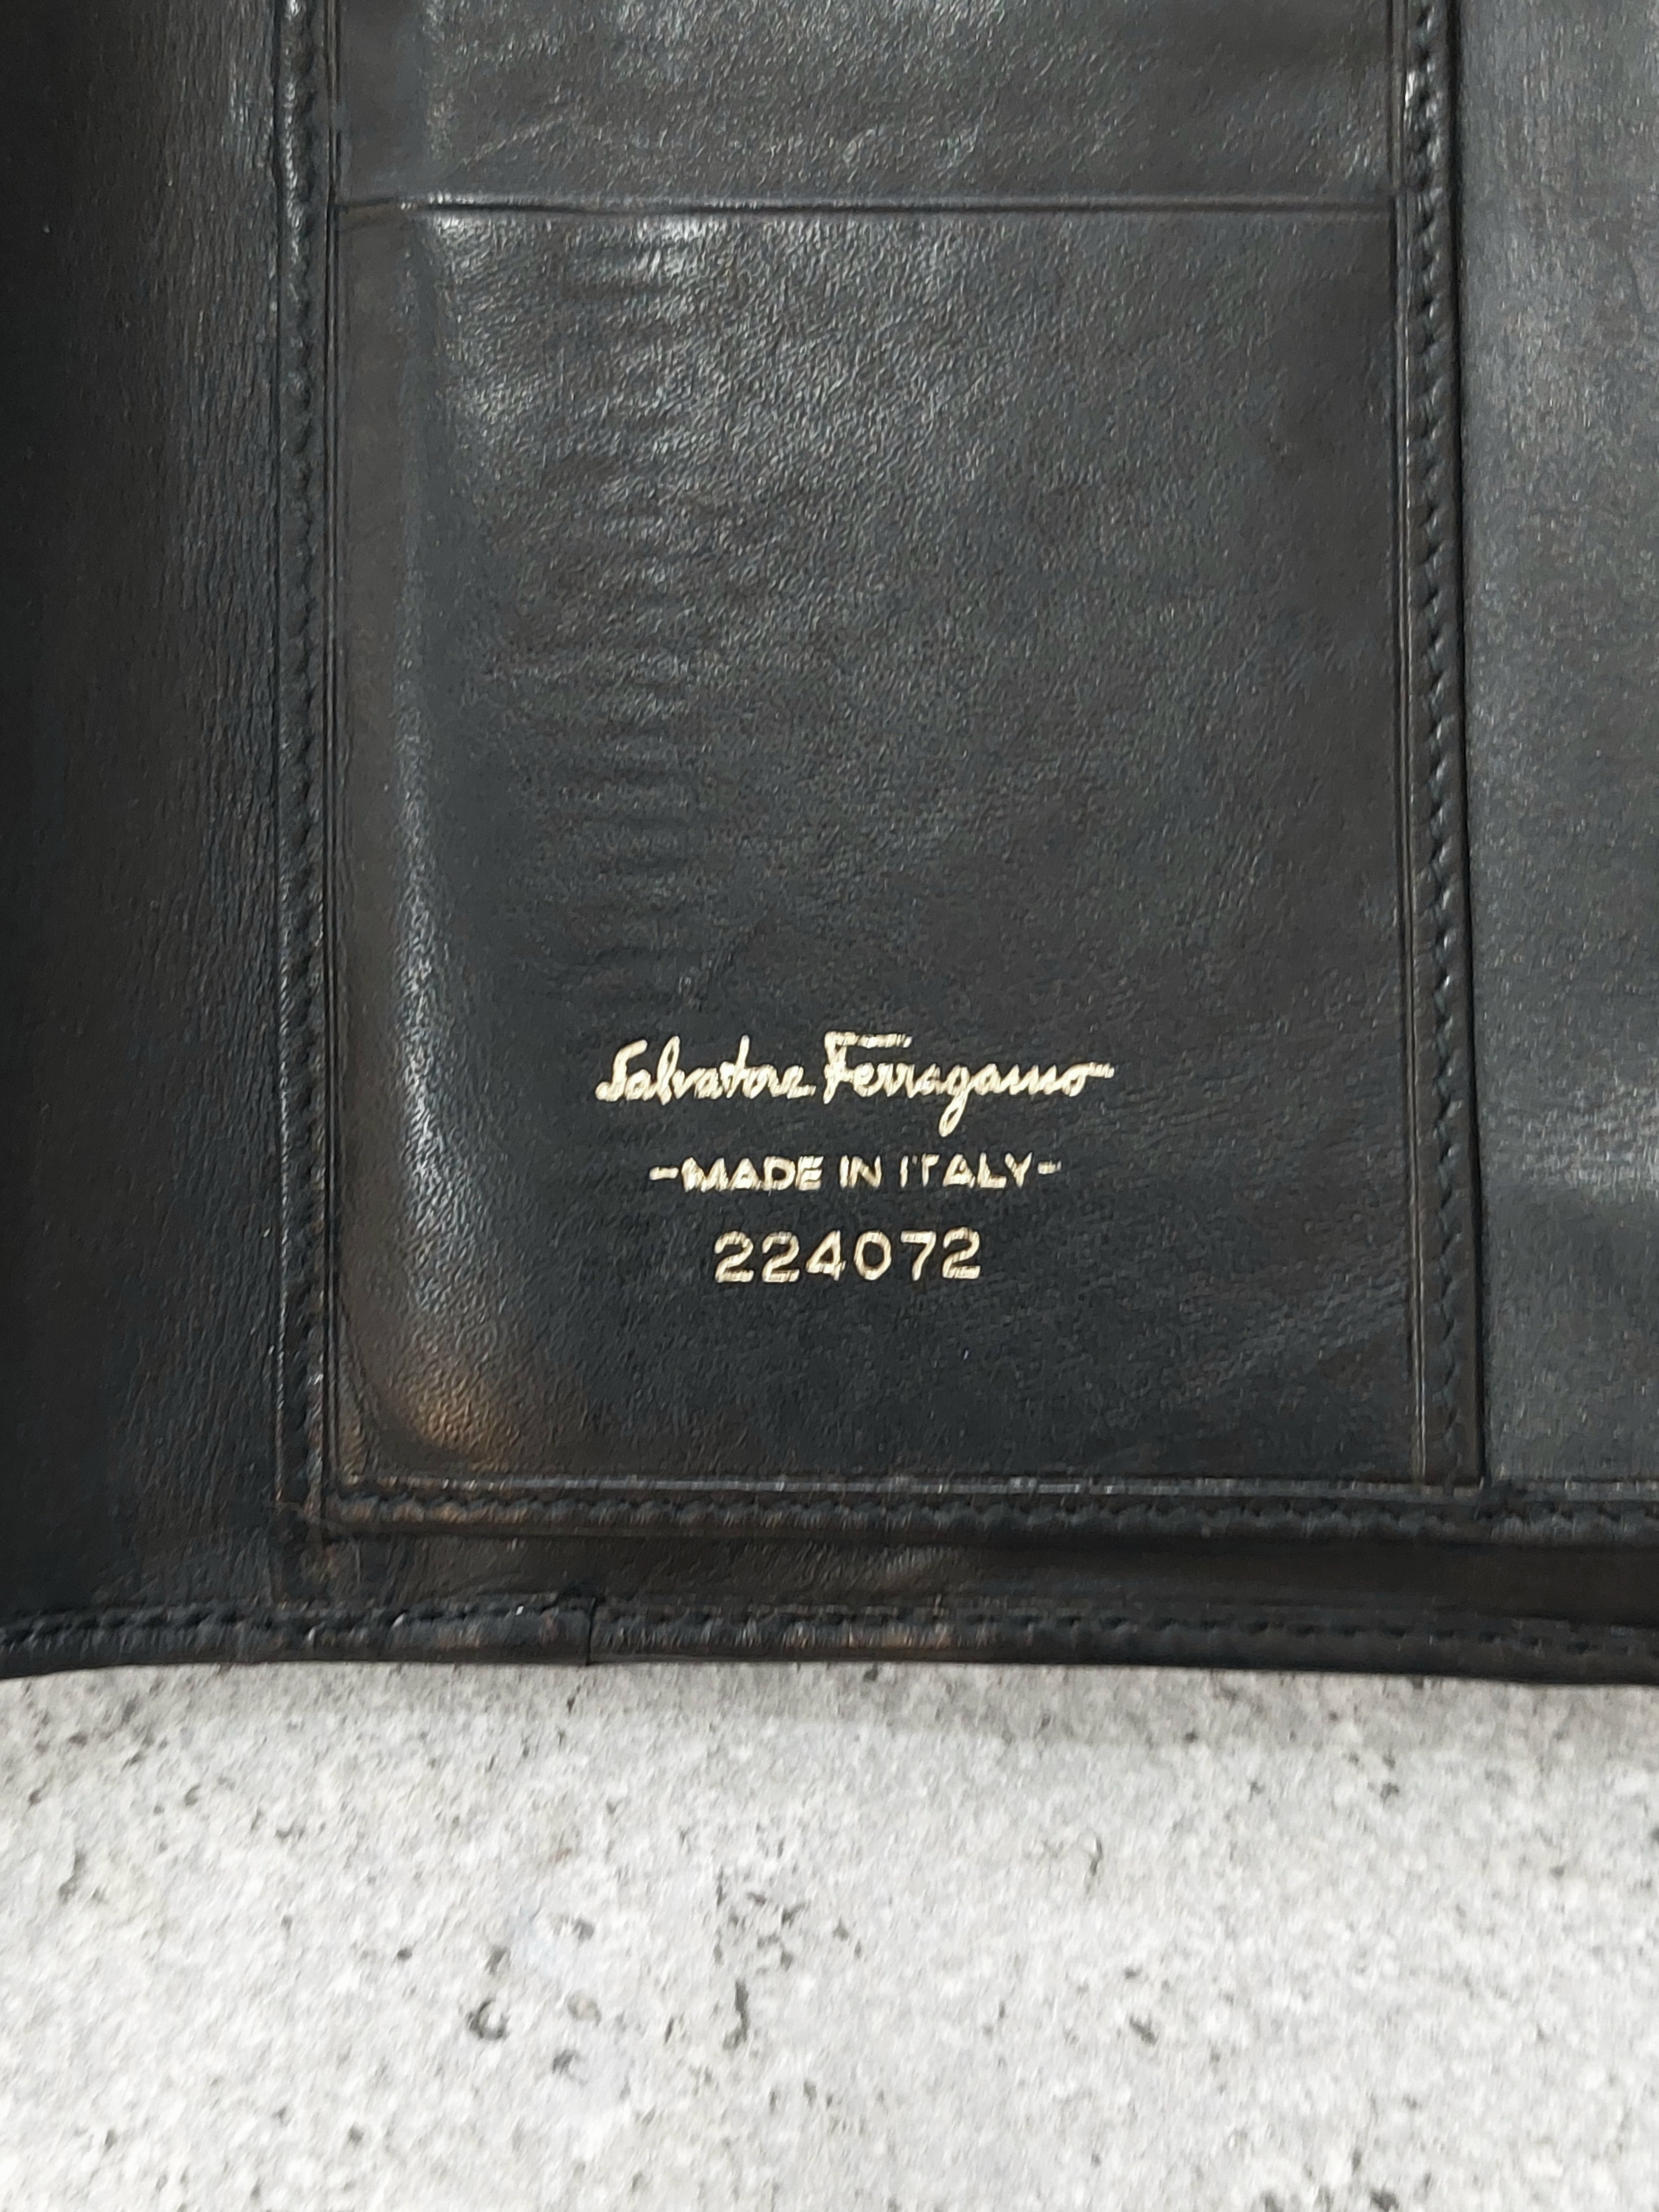 Salvatore Ferragamo
-MADE IN ITALY-
224072